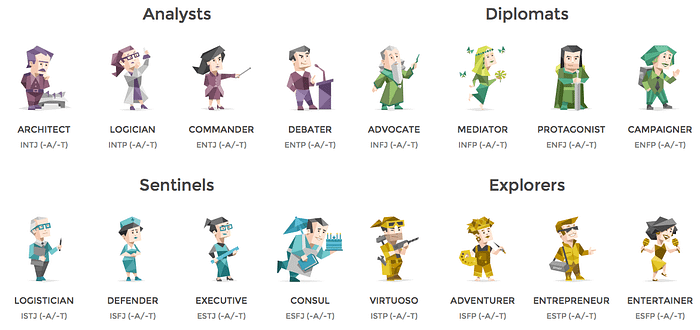 Analysts
Diplomats
ARCHITECT
LOGICIAN
COMMANDER
DEBATER
ADVOCATE
MEDIATOR
PROTAGONIST
CAMPAIGNER
INTJ (-A/-T)
INTP (-A/-T)
ENTJ (-A/-T)
ENTP (-A/-T)
INFJ (-A/-T)
INFP (-A/-T)
ENFJ (-A/-T)
ENFP (-A/-T)
Sentinels
Explorers
LOGISTICIAN
DEFENDER
EXECUTIVE
CONSUL
VIRTUOSO
ADVENTURER
ENTREPRENEUR
ENTERTAINER
ISTJ (-A/-T)
ISFJ (-A/-T)
ESTJ (-A/-T)
ESFJ (-A/-T)
ISTP (-A/-T)
ISFP (-A/-T)
ESTP (-A/-T)
ESFP (-A/-T)